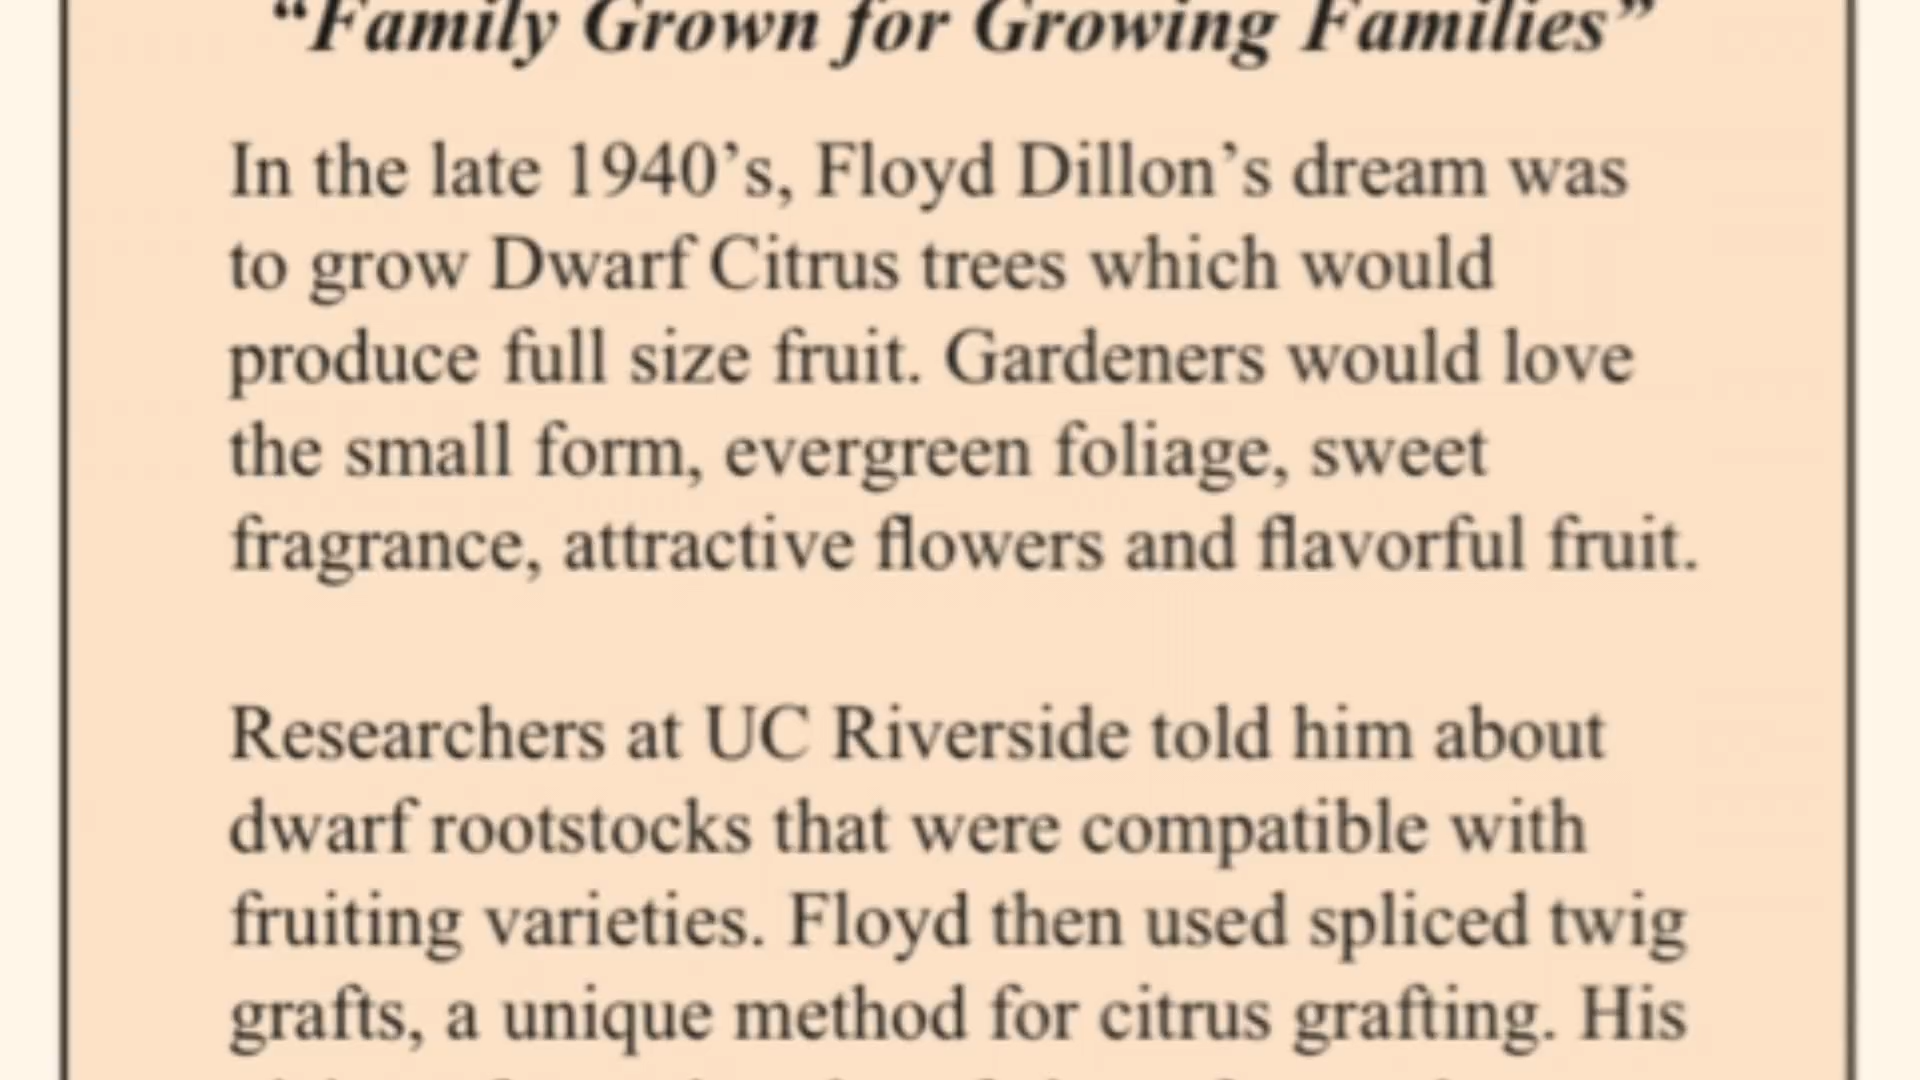 “Family Grown for Growing Families”
In the late 1940’s, Floyd Dillon’s dream was
to grow Dwarf Citrus trees which would
produce full size fruit. Gardeners would love
the small form, evergreen foliage, sweet
fragrance, attractive flowers and flavorful fruit.
Researchers at UC Riverside told him about
dwarf rootstocks that were compatible with
fruiting varieties. Floyd then used spliced twig
grafts, a unique method for citrus grafting. His